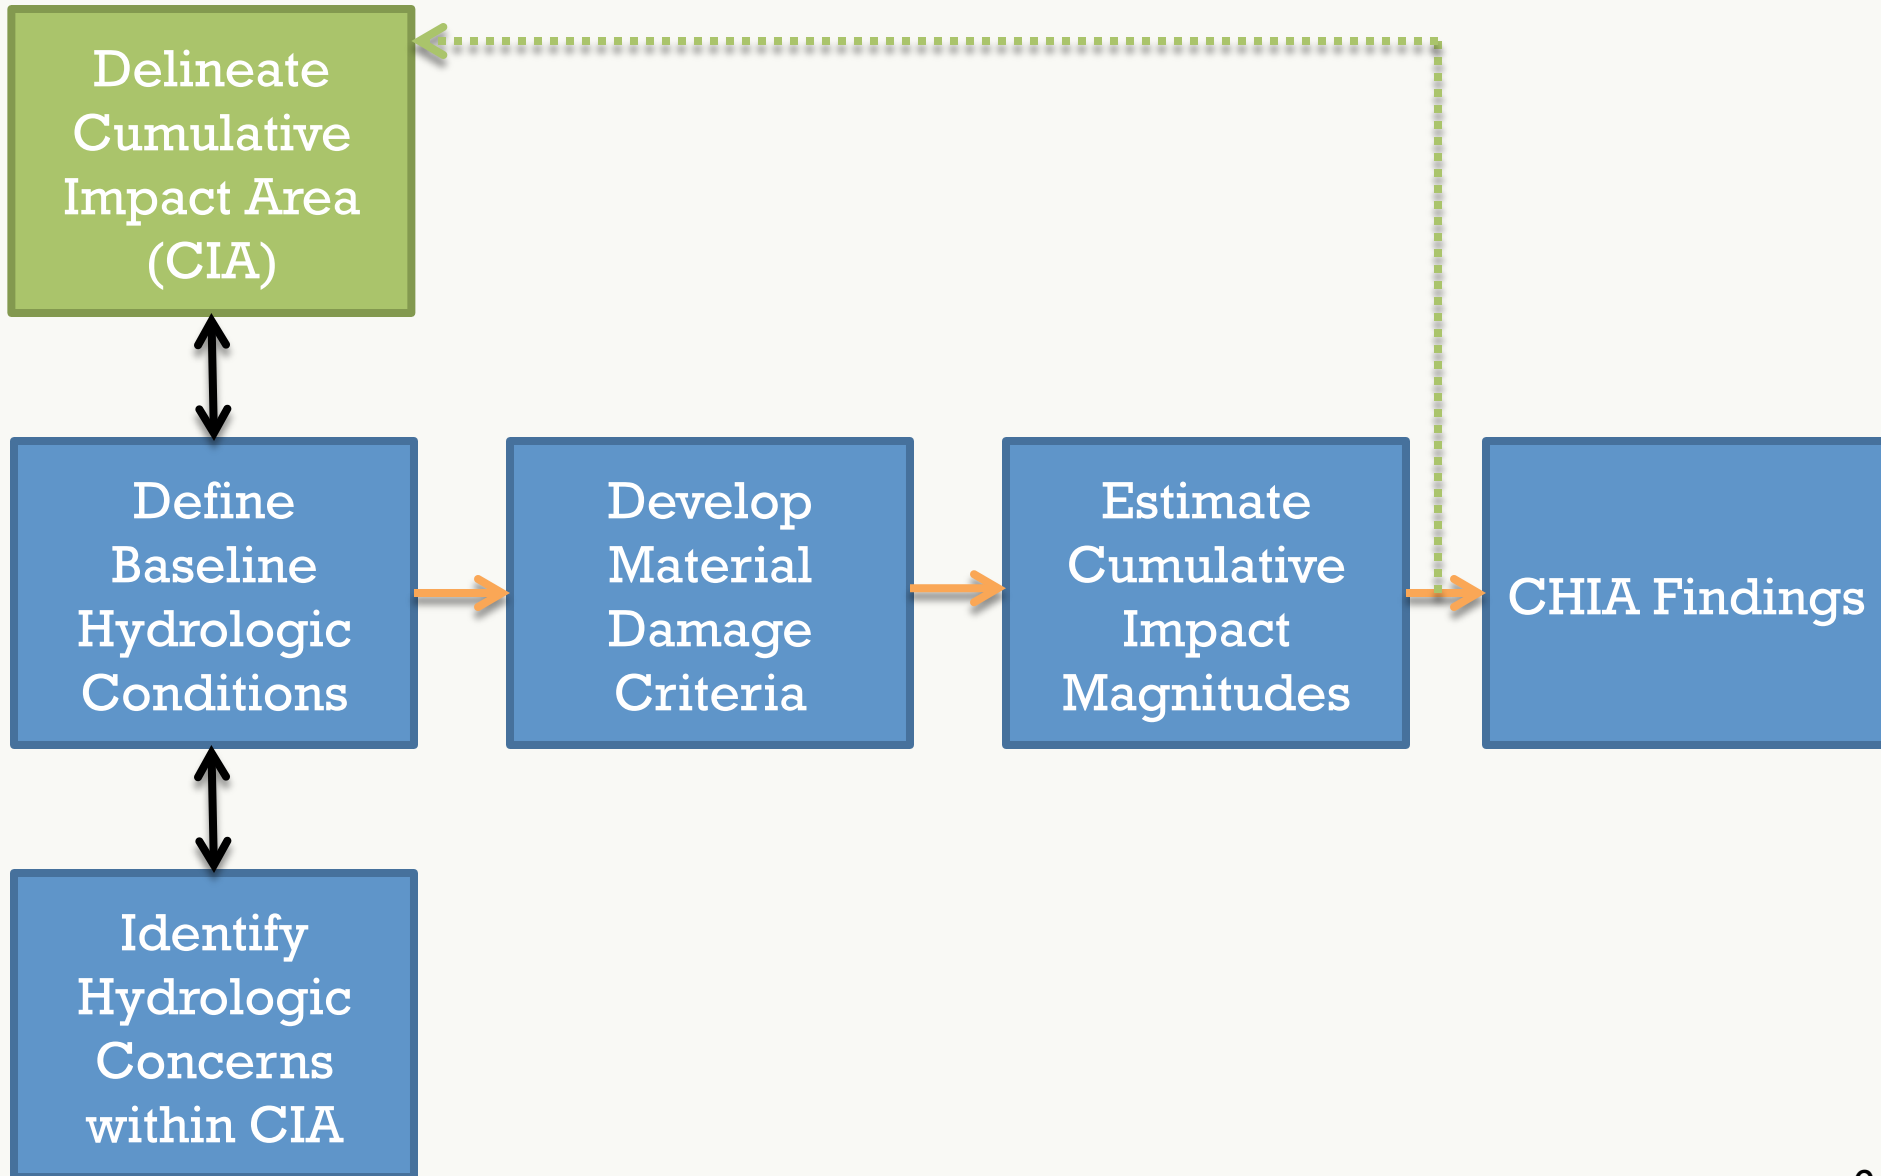 Delineate
Cumulative
Impact Area
(CIA)
Define
Baseline
Hydrologic
Conditions
Develop
Material
Damage
Criteria
Estimate
Cumulative
Impact
Magnitudes
CHIA Findings
Identify
Hydrologic
Concerns
within CIA